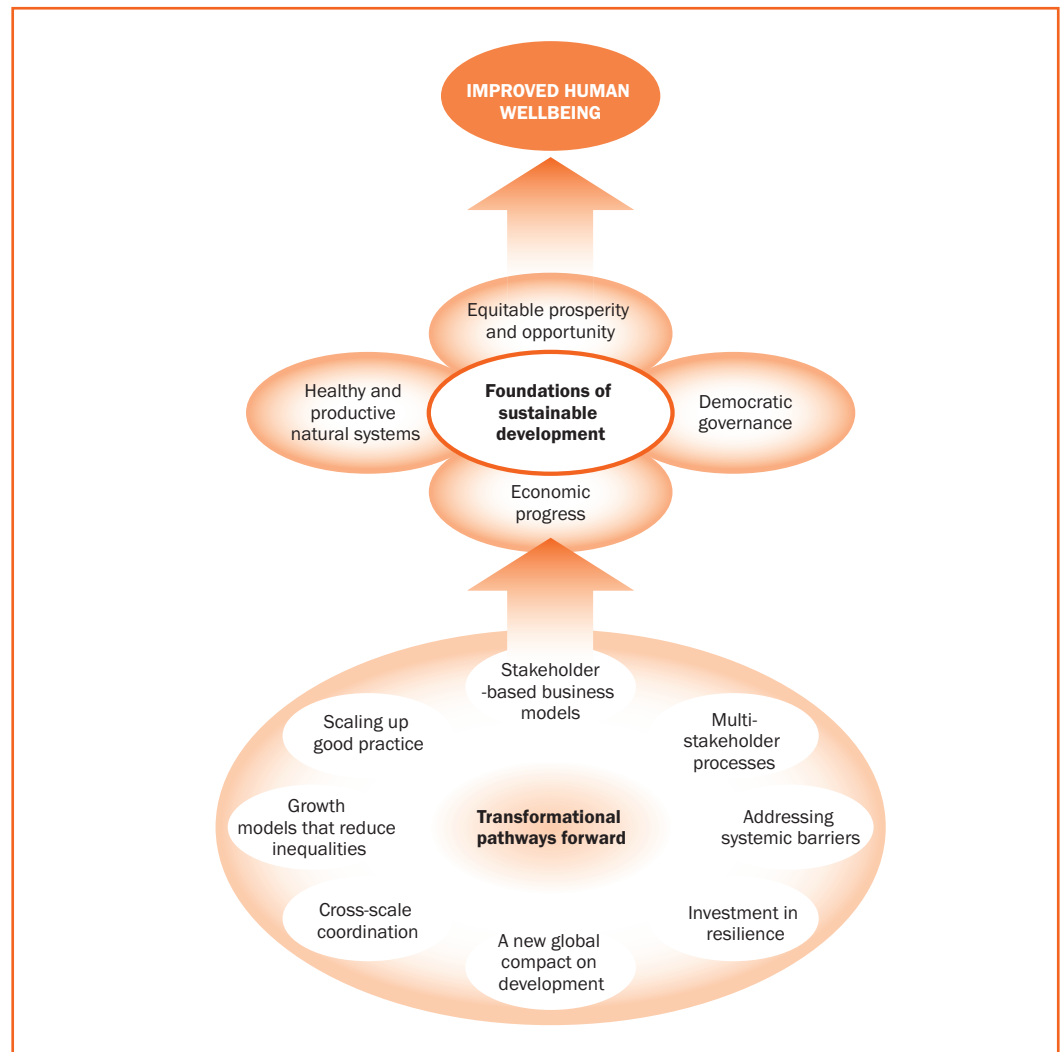 IMPROVED HUMAN
WELLBEING
Equitable prosperity
and opportunity
Healthy and
productive
natural systems
Foundations of
sustainable
development
Democratic
governance
Economic
progress
Stakeholder
-based business
models
Scaling up
good practice
Multi-
stakeholder
processes
Growth
models that reduce
inequalities
Transformational
pathways forward
Addressing
systemic barriers
Cross-scale
coordination
A new global
compact on
development
Investment in
resilience